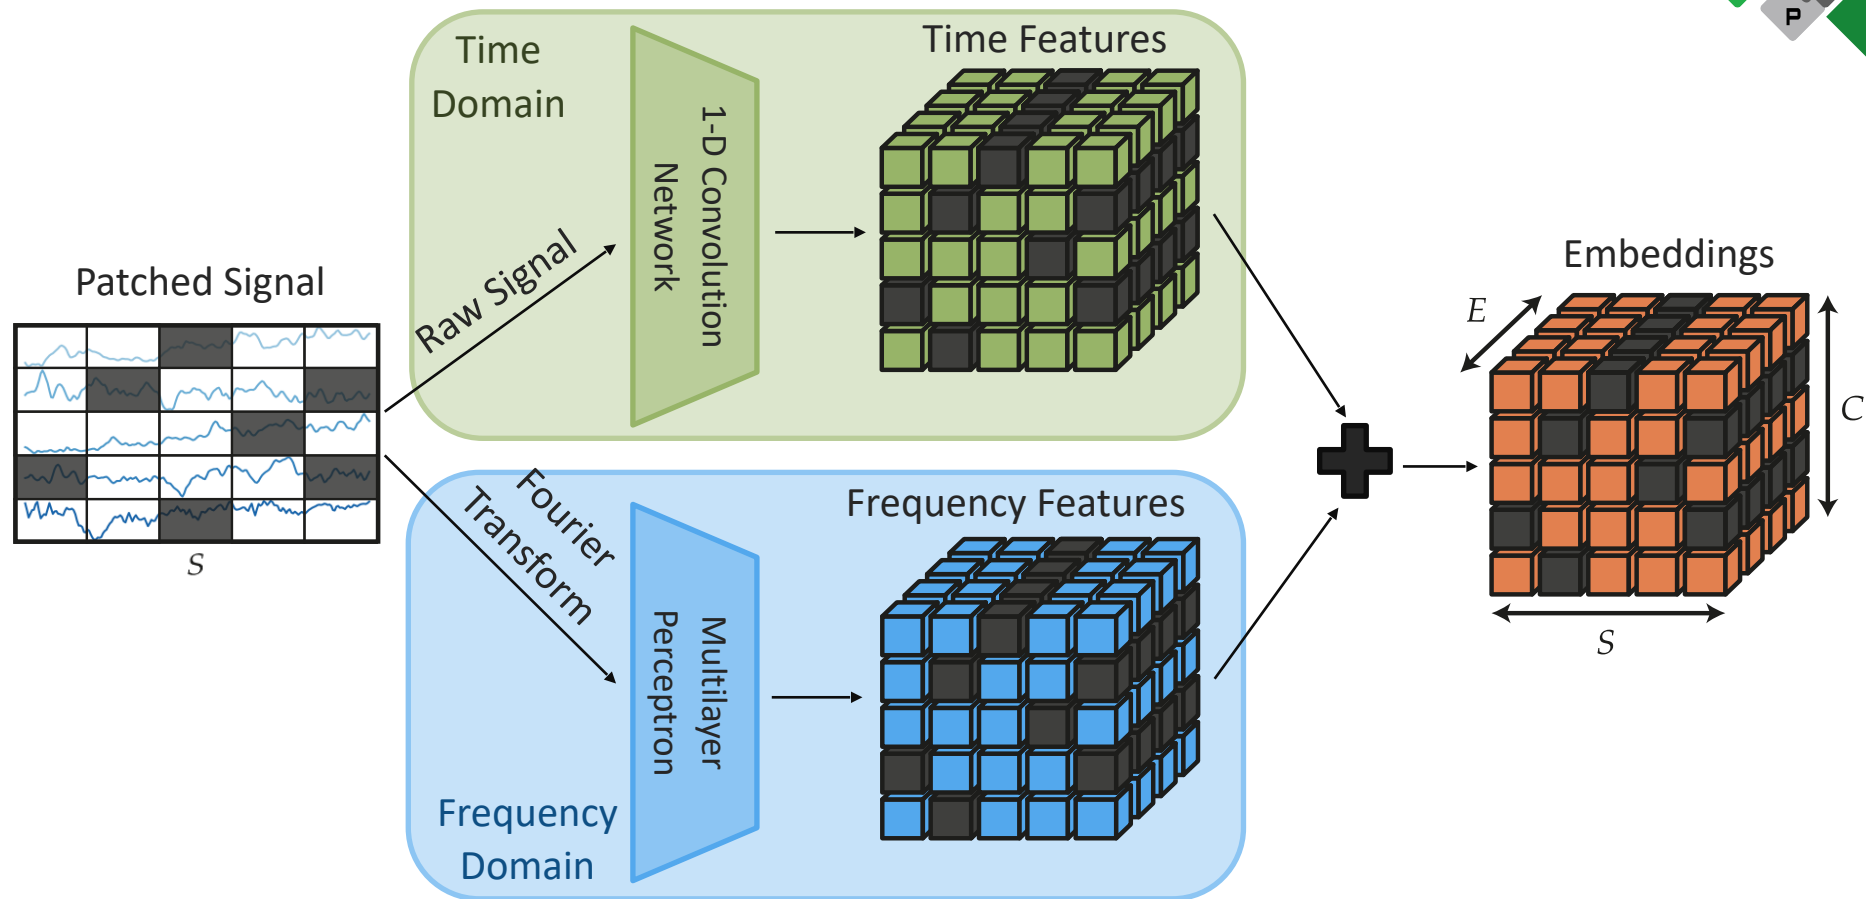 P
Time
Domain
Time Features
1-D Convolution
Network
Raw Signal
Patched Signal
S
Embeddings
E
C
S
Fourier
Transform
Frequency Features
Multilayer
Perceptron
Frequency
Domain